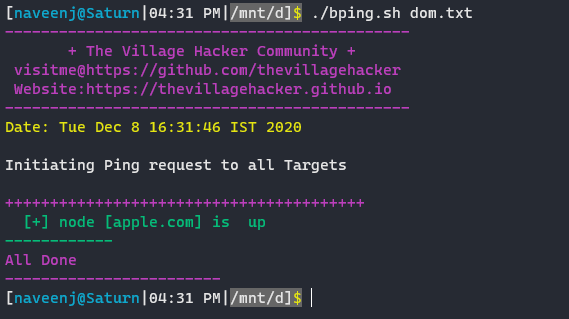 [naveenj@Saturn|04:31 PM|/mnt/d]$ ./bping.sh dom.txt
---------------------------------------------
+ The Village Hacker Community +
visitme@https://github.com/thevillagehacker
Website:https://thevillagehacker.github.io
---------------------------------------------
Date: Tue Dec 8 16:31:46 IST 2020
Initiating Ping request to all Targets
++++++++++++++++++++++++++++++++++++++++
[+] node [apple.com] is  up
------------
All Done
------------------------
[naveenj@Saturn|04:31 PM|/mnt/d]$